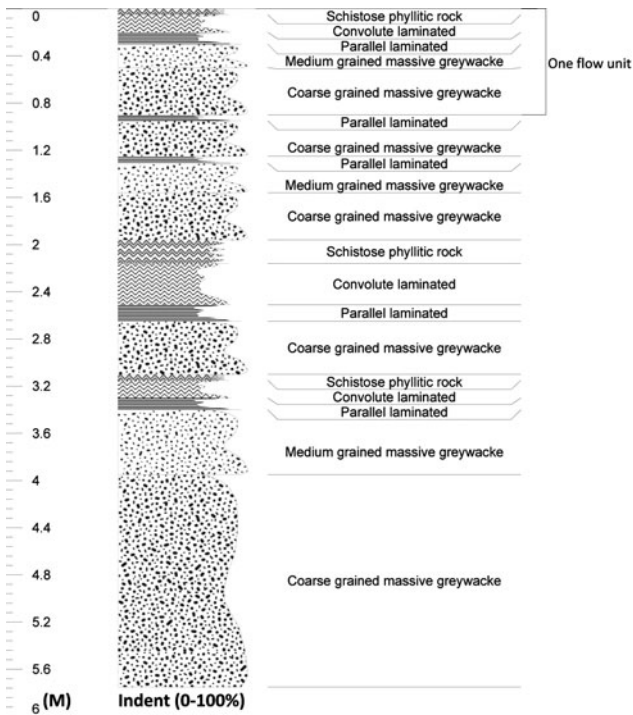 0
Schistose phyllitic rock
Convolute laminated
Parallel laminated
0.4
Medium grained massive greywacke
One flow unit
0.8
Coarse grained massive greywacke
Parallel laminated
1.2
Coarse grained massive greywacke
Parallel laminated
1.6
Medium grained massive greywacke
Coarse grained massive greywacke
2
Schistose phyllitic rock
2.4
Convolute laminated
Parallel laminated
2.8
Coarse grained massive greywacke
3.2
Schistose phyllitic rock
Convolute laminated
Parallel laminated
3.6
Medium grained massive greywacke
4
4.4
4.8
Coarse grained massive greywacke
5.2
5.6
6 (M) Indent (0-100%)